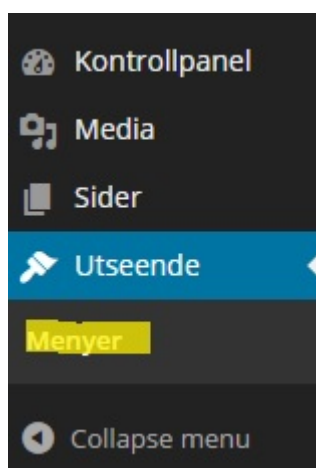 Kontrollpanel
Media
Sider
Utseende
Menyer
Collapse menu